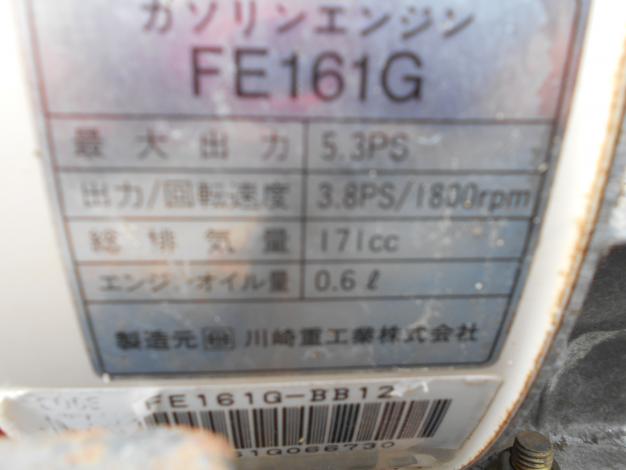 ガソリンエンジン
FE161G
最大出力 5.3PS
出力/回転速度 3.8PS/1800rpm
総排気量 171cc
エンジンオイル量 0.6ℓ
製造元 川崎重工業株式会社
FE161G-BB12
61G066730